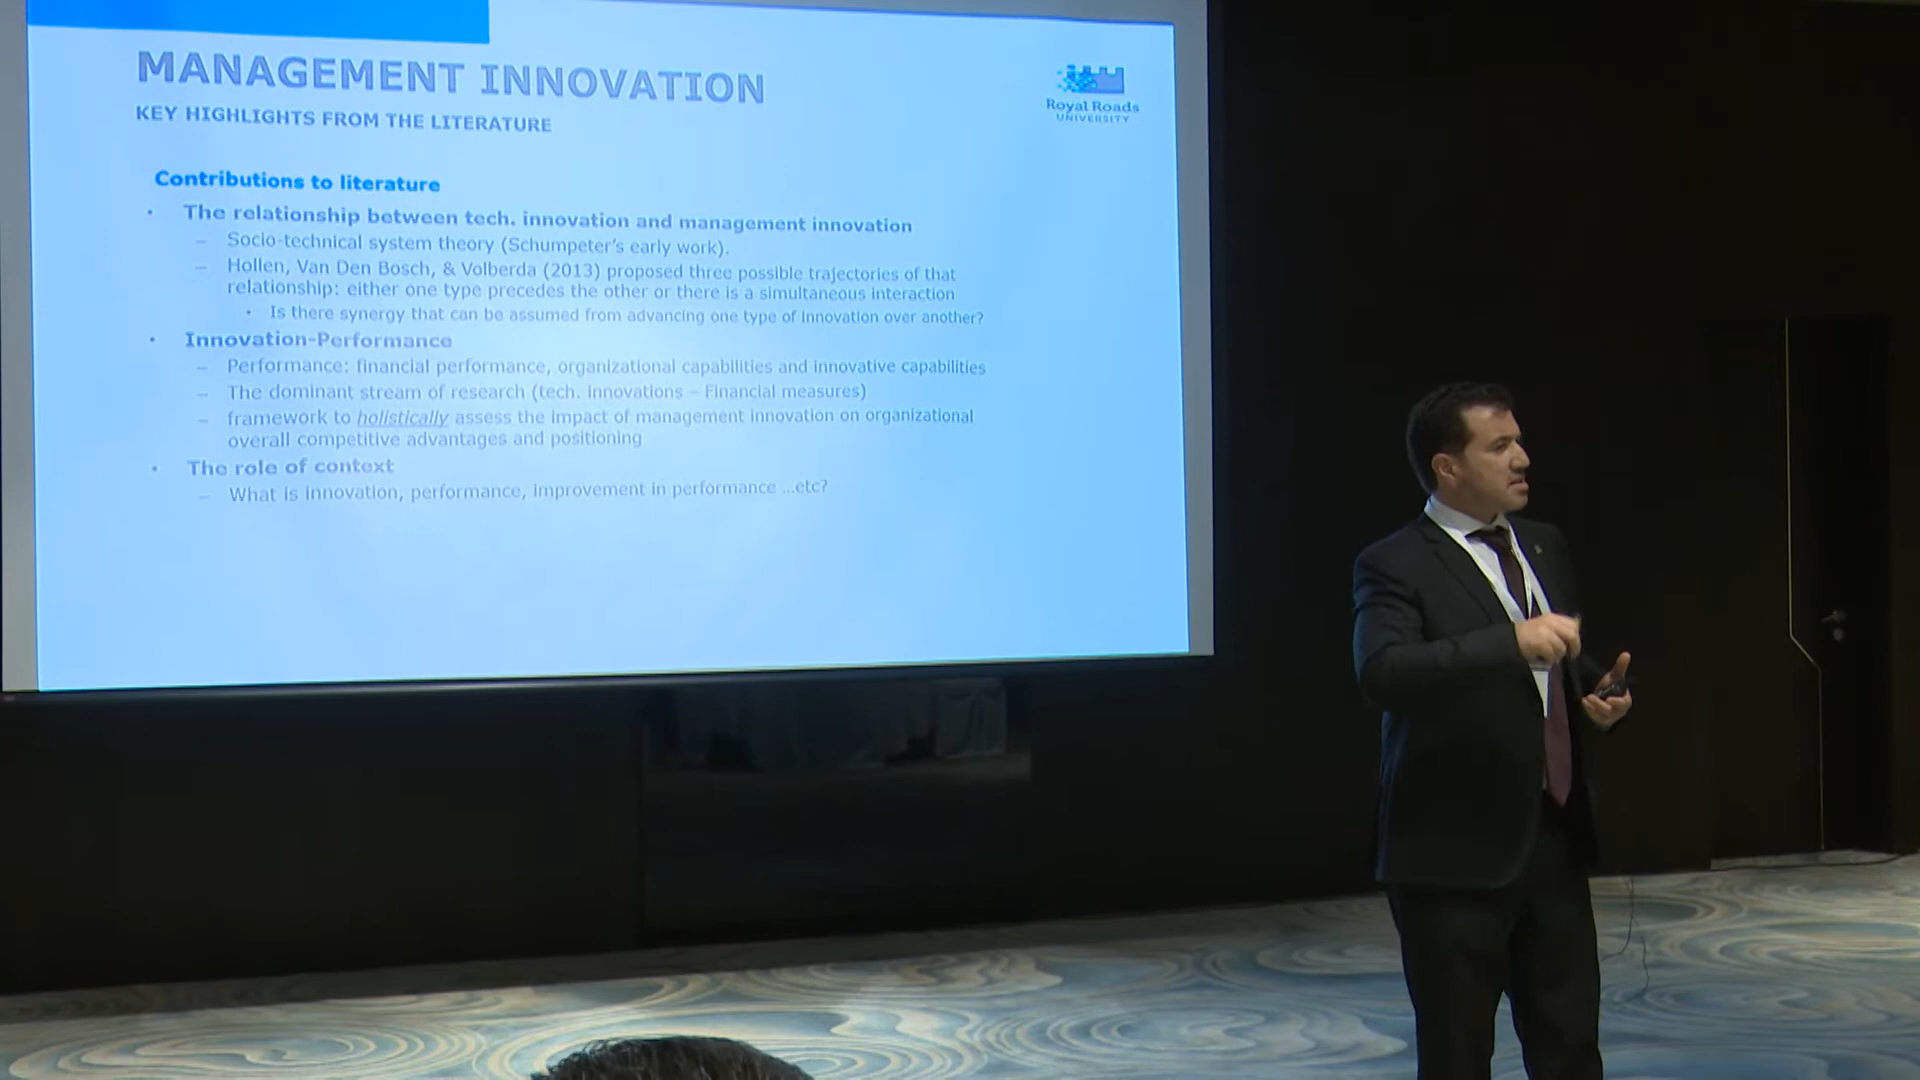 MANAGEMENT INNOVATION
KEY HIGHLIGHTS FROM THE LITERATURE
Royal Roads
UNIVERSITY
Contributions to literature
• The relationship between tech. innovation and management innovation
– Socio-technical system theory (Schumpeter's early work).
– Hollen, Van Den Bosch, & Volberda (2013) proposed three possible trajectories of that
relationship: either one type precedes the other or there is a simultaneous interaction
• Is there synergy that can be assumed from advancing one type of innovation over another?
• Innovation-Performance
– Performance: financial performance, organizational capabilities and innovative capabilities
– The dominant stream of research (tech. innovations – Financial measures)
– framework to holistically assess the impact of management innovation on organizational
overall competitive advantages and positioning
• The role of context
– What is innovation, performance, improvement in performance ...etc?